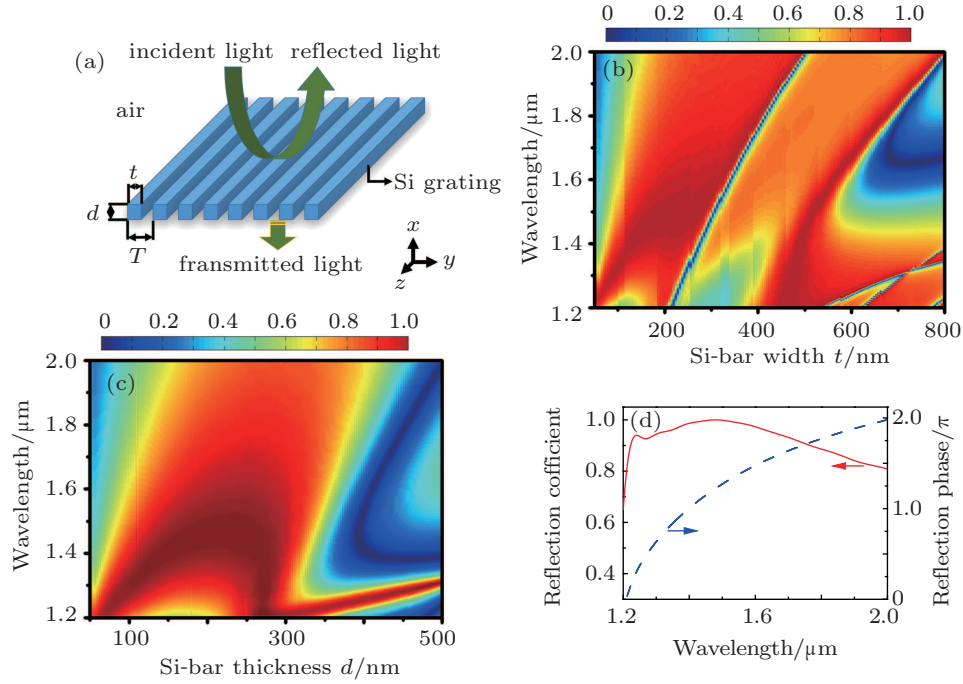 (a)
incident light reflected light
air
t
d
T
Si grating
fransmitted light
x
y
z
0 0.2 0.4 0.6 0.8 1.0
(b)
Wavelength/μm
2.0
1.8
1.6
1.4
1.2
200 400 600 800
Si-bar width t/nm
0 0.2 0.4 0.6 0.8 1.0
(c)
Wavelength/μm
2.0
1.8
1.6
1.4
1.2
100 300 500
Si-bar thickness d/nm
(d)
Reflection cofficient
1.0
0.8
0.6
0.4
2.0
1.0
0
Reflection phase/π
1.2 1.6 2.0
Wavelength/μm